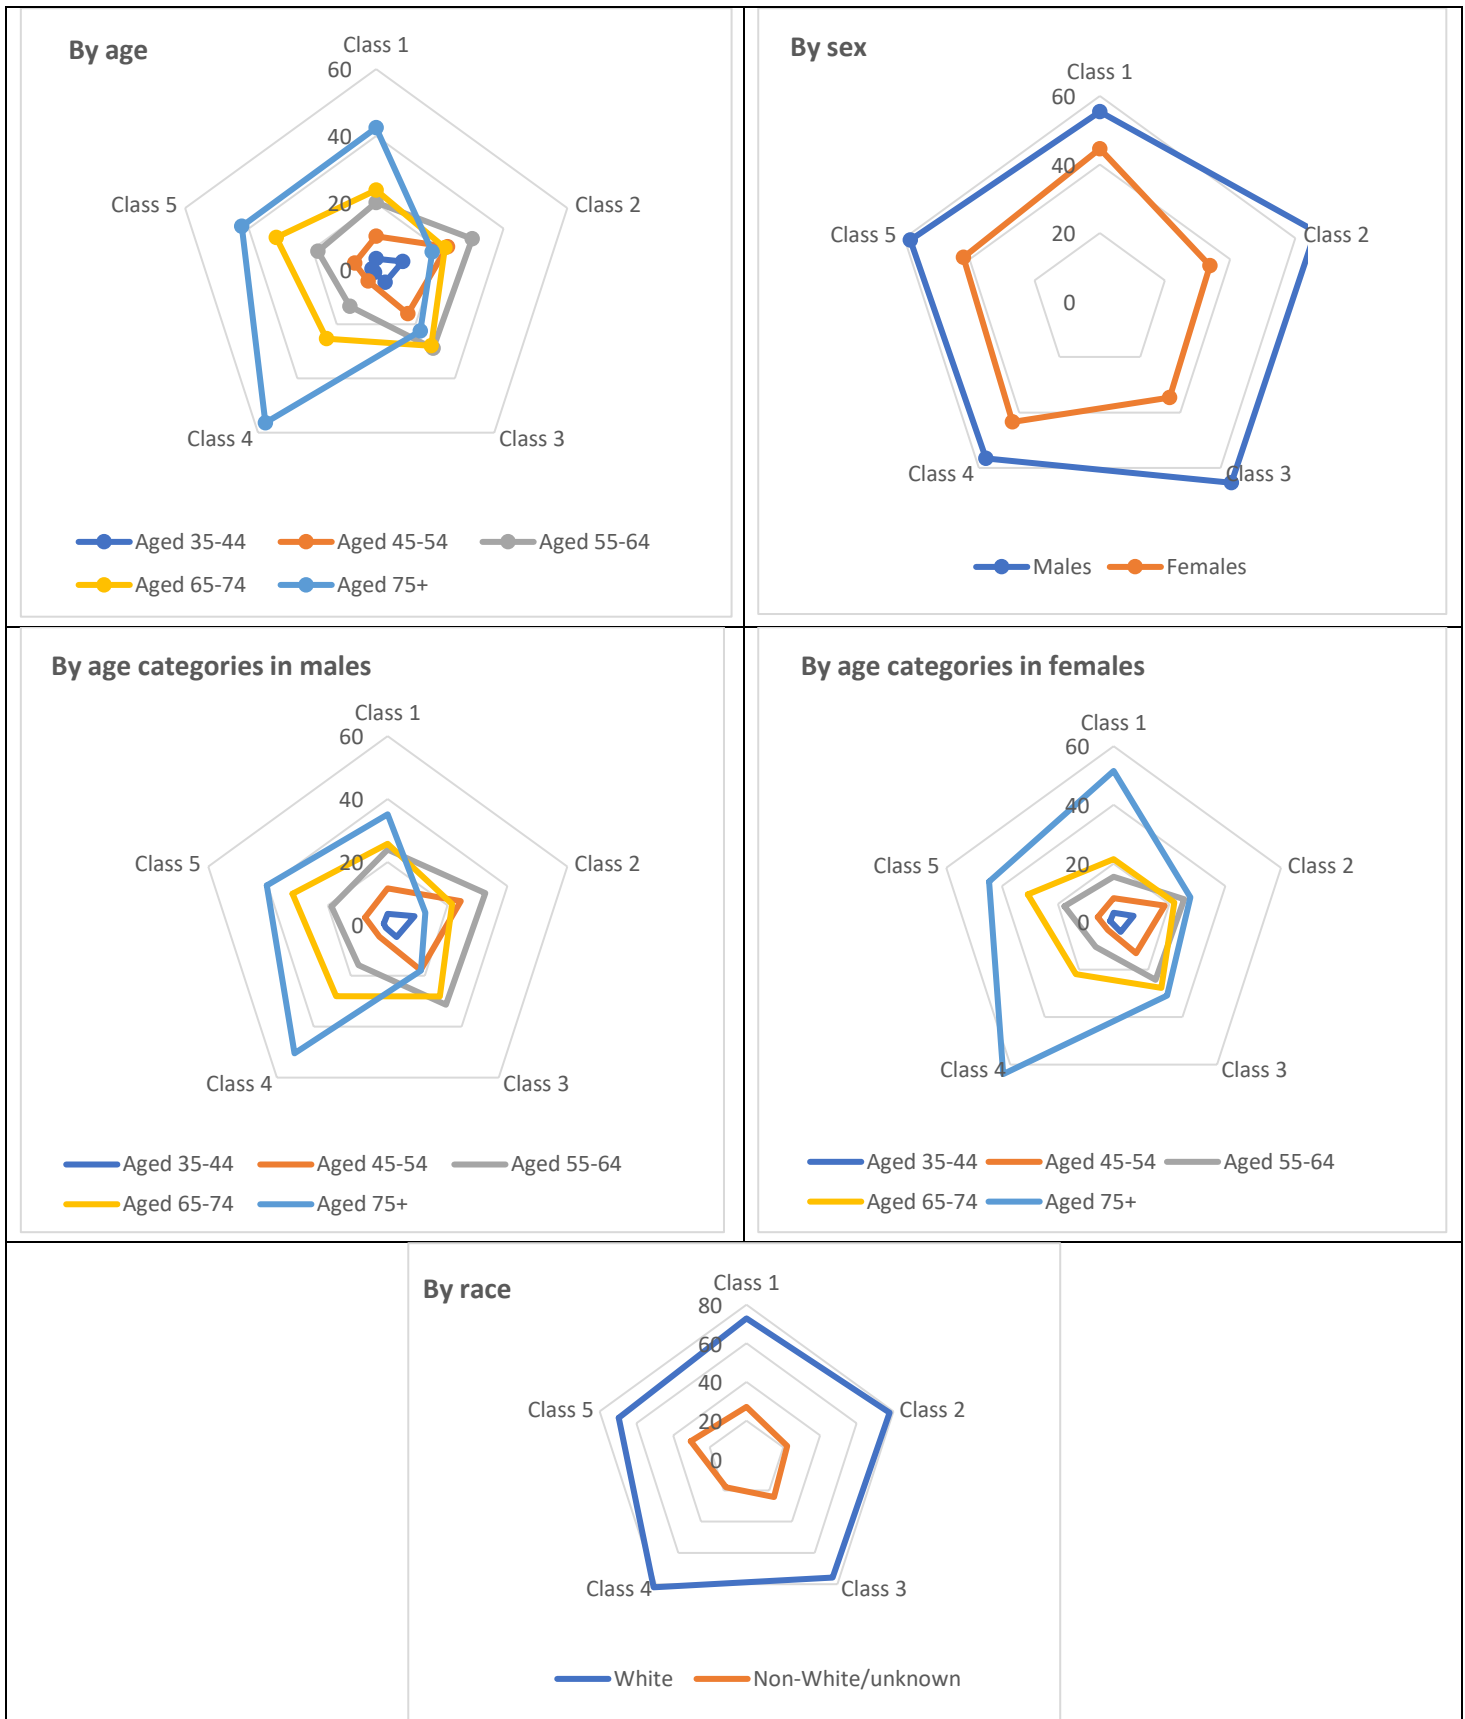 By age
Class 1
60
40
20
0
Class 5
Class 2
Class 4
Class 3
Aged 35-44
Aged 45-54
Aged 55-64
Aged 65-74
Aged 75+
By sex
Class 1
60
40
20
0
Class 5
Class 2
Class 4
Class 3
Males
Females
By age categories in males
Class 1
60
40
20
0
Class 5
Class 2
Class 4
Class 3
Aged 35-44
Aged 45-54
Aged 55-64
Aged 65-74
Aged 75+
By age categories in females
Class 1
60
40
20
0
Class 5
Class 2
Class 4
Class 3
Aged 35-44
Aged 45-54
Aged 55-64
Aged 65-74
Aged 75+
By race
Class 1
80
60
40
20
0
Class 5
Class 2
Class 4
Class 3
White
Non-White/unknown